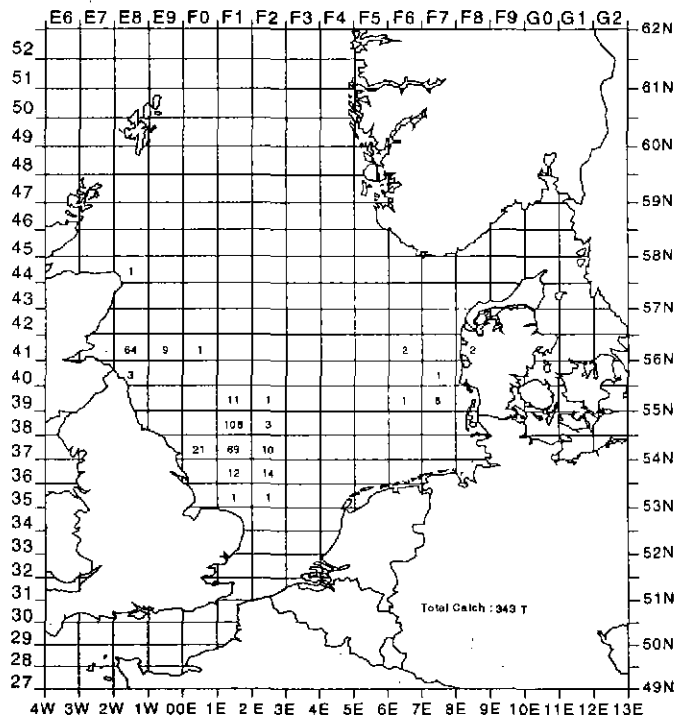 E6 E7 E8 E9 F0 F1 F2 F3 F4 F5 F6 F7 F8 F9 G0 G1 G2
62N
52
51 61N
50
49 60N
48
47 59N
46
45 58N
44 1
43 57N
42
41 64 9 1 2 2 56N
40 3 1
39 11 1 1 8 55N
38 108 3
37 21 69 10 54N
36 12 14
35 1 1 53N
34
33 52N
32
31 51N
Total Catch : 343 T
30
29 50N
28
27 49N
4W 3W 2W 1W 00E 1E 2 E 3 E 4E 5E 6E 7E 8E 9E 10E 11E 12E 13E